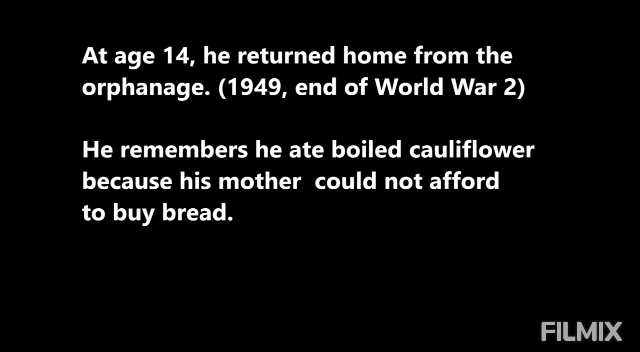 At age 14, he returned home from the
orphanage. (1949, end of World War 2)
He remembers he ate boiled cauliflower
because his mother  could not afford
to buy bread.
FILMIX